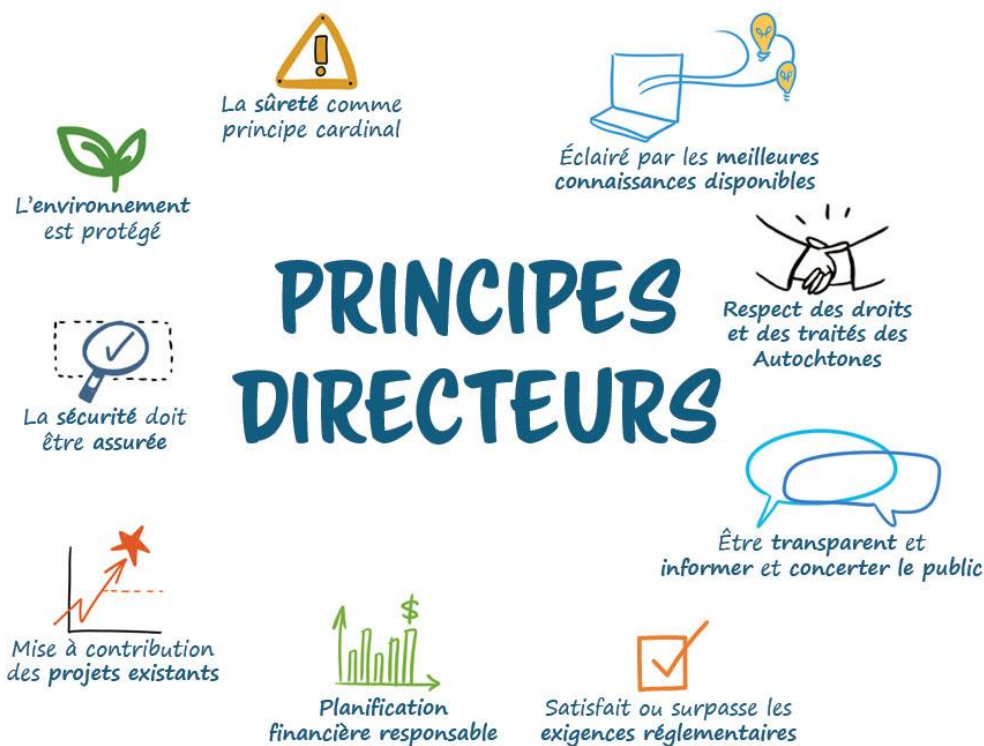 La sûreté comme
principe cardinal
Éclairé par les meilleures
connaissances disponibles
L'environnement
est protégé
PRINCIPES
DIRECTEURS
Respect des droits
et des traités des
Autochtones
La sécurité doit
être assurée
Être transparent et
informer et concerter le public
Mise à contribution
des projets existants
$
Planification
financière responsable
Satisfait ou surpasse les
exigences réglementaires